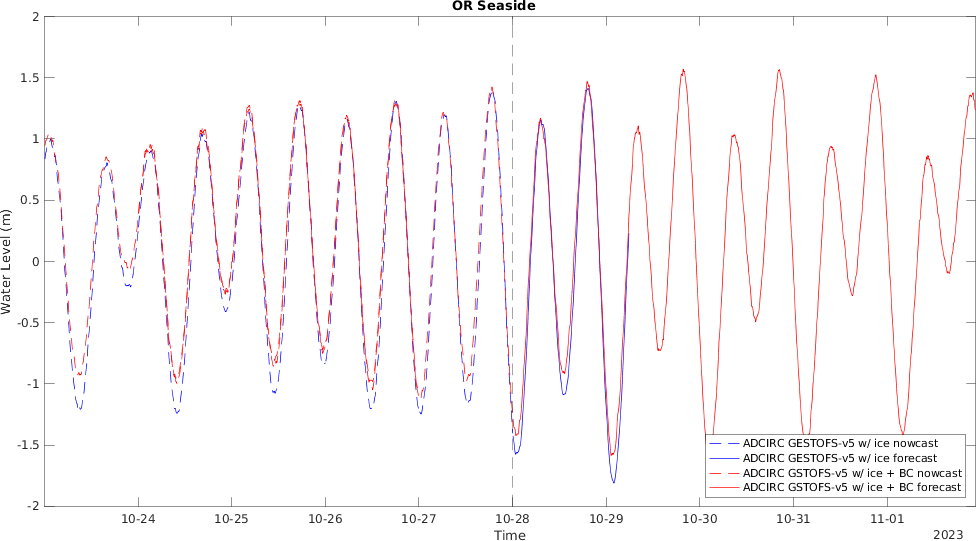 OR Seaside
2
1.5
1
0.5
0
-0.5
-1
-1.5
-2
Water Level (m)
ADCIRC GESTOFS-v5 w/ ice nowcast
ADCIRC GESTOFS-v5 w/ ice forecast
ADCIRC GSTOFS-v5 w/ ice + BC nowcast
ADCIRC GSTOFS-v5 w/ ice + BC forecast
10-24 10-25 10-26 10-27 10-28 10-29 10-30 10-31 11-01
Time
2023